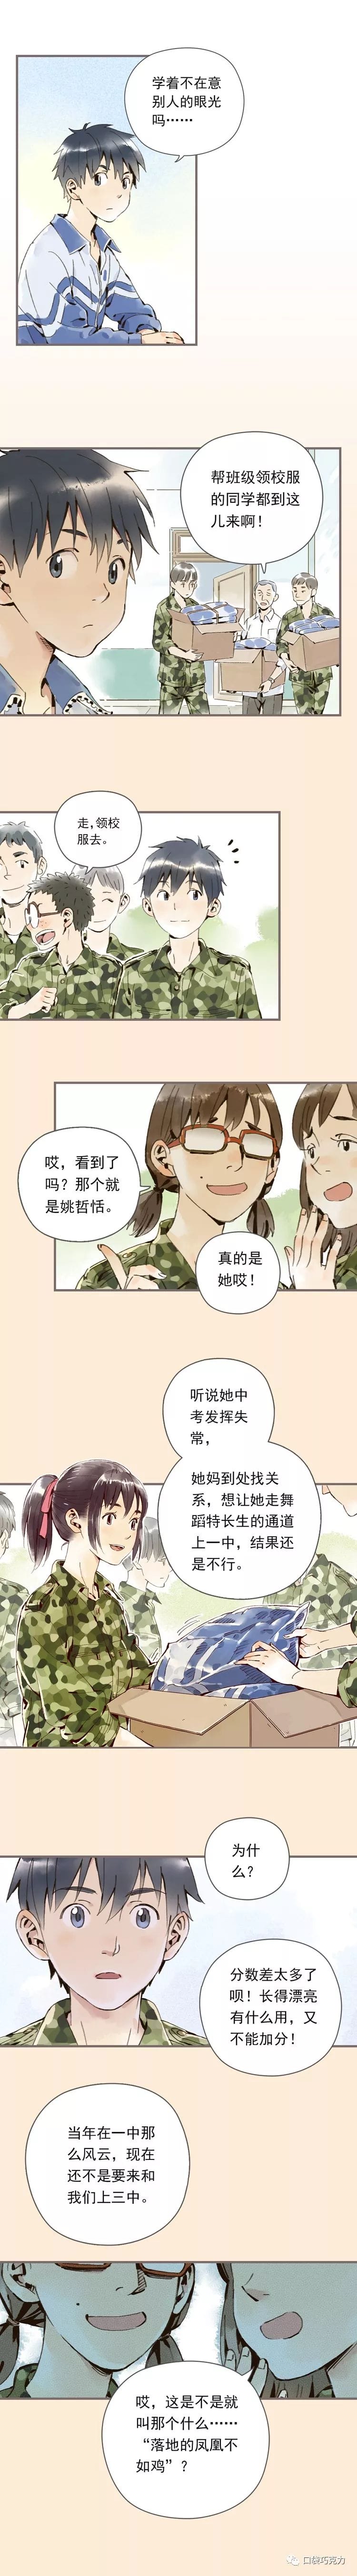 学着不在意
别人的眼光
吗……
帮班级领校服
的同学都到这
儿来啊！
走,领校
服去。
哎，看到了
吗？那个就
是姚哲恬。
真的是
她哎！
听说她中
考发挥失
常，
她妈到处找关
系，想让她走舞
蹈特长生的通道
上一中，结果还
是不行。
为什
么？
分数差太多了
呗！长得漂亮
有什么用，又
不能加分！
当年在一中那
么风云，现在
还不是要来和
我们上三中。
哎，这是不是就
叫那个什么……
“落地的凤凰不
如鸡”？
口袋巧克力